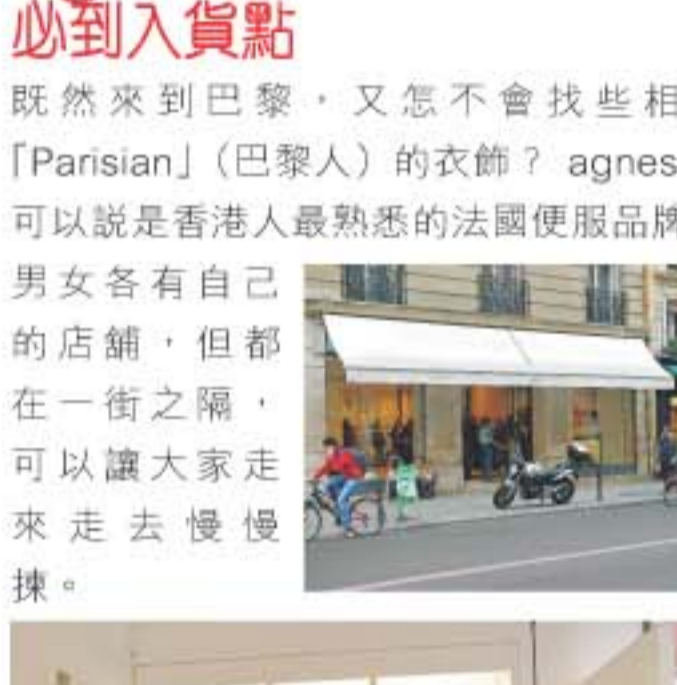 必到入貨點
既然來到巴黎，又怎不會找些相
「Parisian」（巴黎人）的衣飾？ agnes
可以說是香港人最熟悉的法國便服品牌
男女各有自己
的店舖，但都
在一街之隔，
可以讓大家走
來走去慢慢
揀。